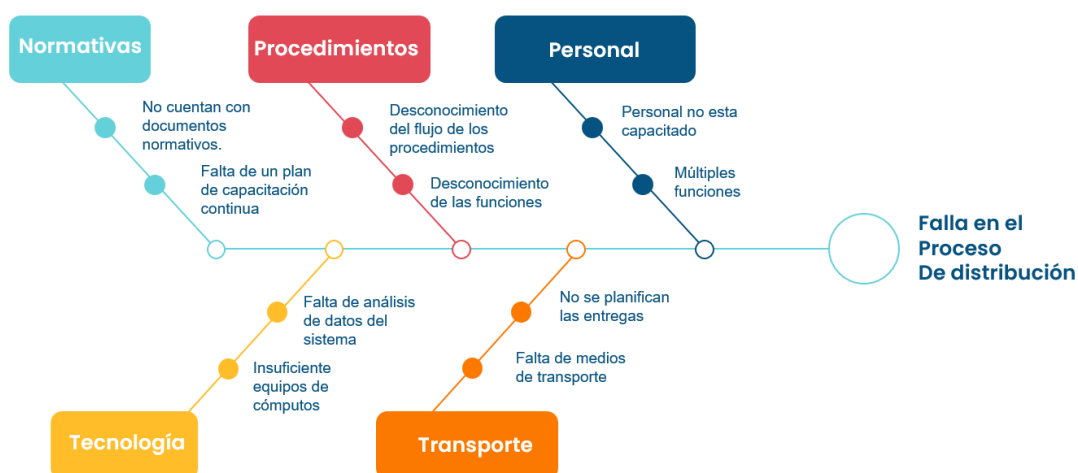 Normativas
Procedimientos
Personal
No cuentan con
documentos
normativos.
Falta de un plan
de capacitación
continua
Desconocimiento
del flujo de los
procedimientos
Desconocimiento
de las funciones
Personal no esta
capacitado
Múltiples
funciones
Falla en el
Proceso
De distribución
Falta de análisis
de datos del
sistema
Insuficiente
equipos de
cómputos
No se planifican
las entregas
Falta de medios
de transporte
Tecnología
Transporte